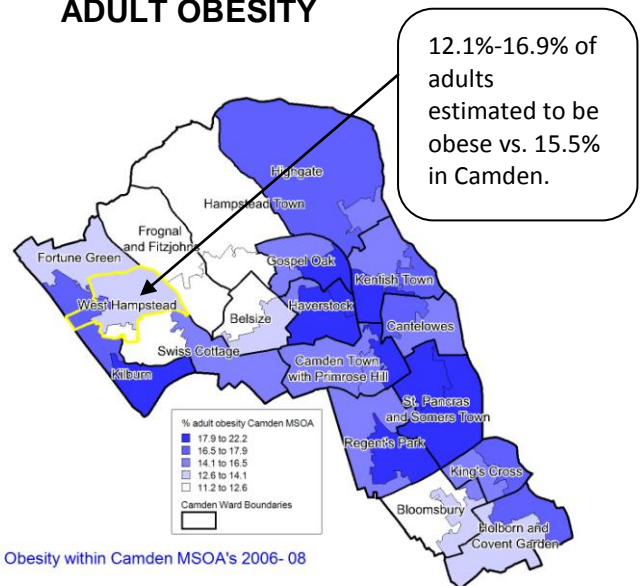 ADULT OBESITY
12.1%-16.9% of
adults
estimated to be
obese vs. 15.5%
in Camden.
Highgate
Hampstead Town
Frognal
and Fitzjohns
Fortune Green
Gospel Oak
Kentish Town
West Hampstead
Belsize
Haverstock
Cantelowes
Swiss Cottage
Camden Town
with Primrose Hill
Kilburn
St. Pancras
and Somers Town
Regent's Park
King's Cross
Bloomsbury
Holborn and
Covent Garden
% adult obesity Camden MSOA
17.9 to 22.2
16.5 to 17.9
14.1 to 16.5
12.6 to 14.1
11.2 to 12.6
Camden Ward Boundaries
Obesity within Camden MSOA's 2006- 08